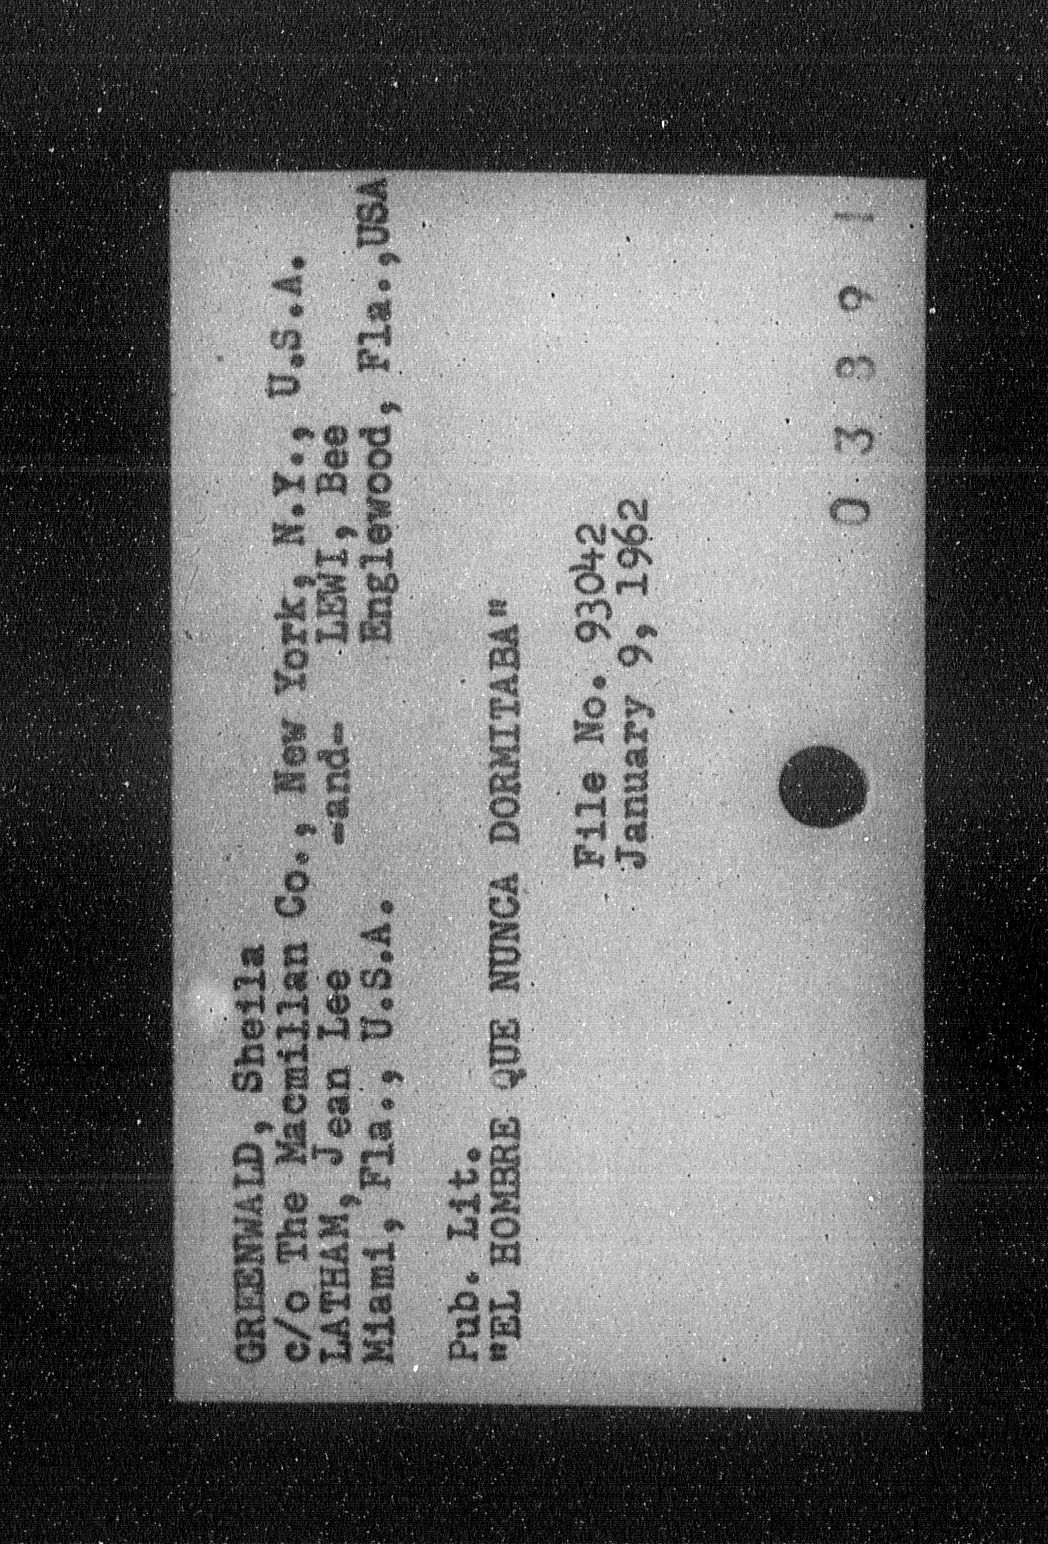 GREENWALD, Sheila
c/o The Macmillan Co., New York, N.Y., U.S.A.
LATHAM, Jean Lee -and- LEWI, Bee
Miami, Fla., U.S.A. Englewood, Fla.,USA
Pub. Lit.
"EL HOMBRE QUE NUNCA DORMITABA"
File No. 93042
January 9, 1962
0 3 8 9 1